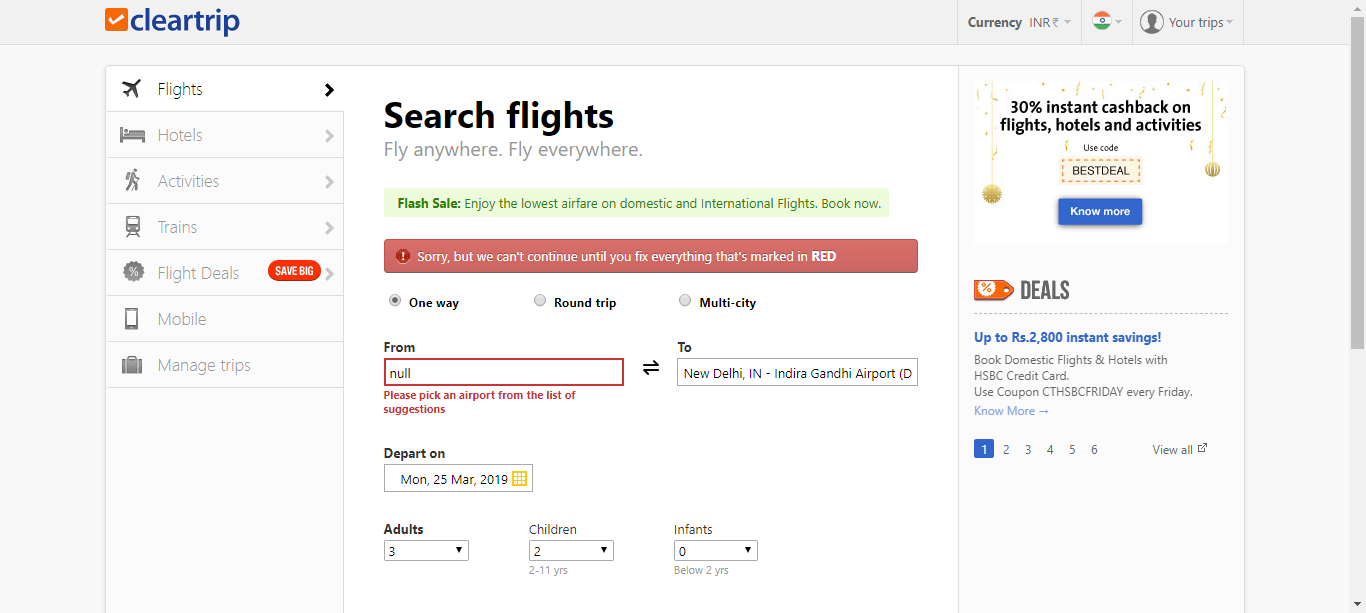 cleartrip
Currency INR ₹
Your trips
Flights
Hotels
Activities
Trains
Flight Deals SAVE BIG
Mobile
Manage trips
Search flights
Fly anywhere. Fly everywhere.
Flash Sale: Enjoy the lowest airfare on domestic and International Flights. Book now.
Sorry, but we can't continue until you fix everything that's marked in RED
One way Round trip Multi-city
From
null
Please pick an airport from the list of
suggestions
To
New Delhi, IN - Indira Gandhi Airport (D
Depart on
Mon, 25 Mar, 2019
Adults Children Infants
3 2 0
2-11 yrs Below 2 yrs
30% instant cashback on
flights, hotels and activities
Use code
BESTDEAL
Know more
% DEALS
Up to Rs.2,800 instant savings!
Book Domestic Flights & Hotels with
HSBC Credit Card.
Use Coupon CTHSBCFRIDAY every Friday.
Know More →
1 2 3 4 5 6 View all